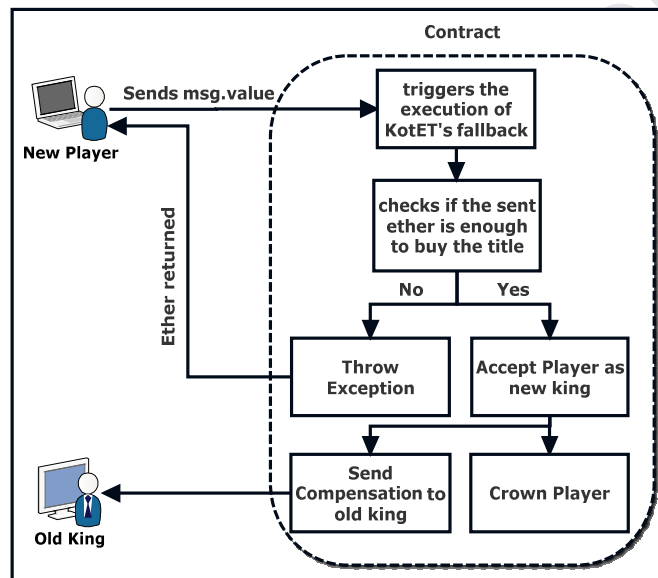 Contract
Sends msg.value
triggers the
execution of
KotET's fallback
New Player
checks if the sent
ether is enough
to buy the title
Ether returned
No
Yes
Throw
Exception
Accept Player as
new king
Send
Compensation to
old king
Crown Player
Old King